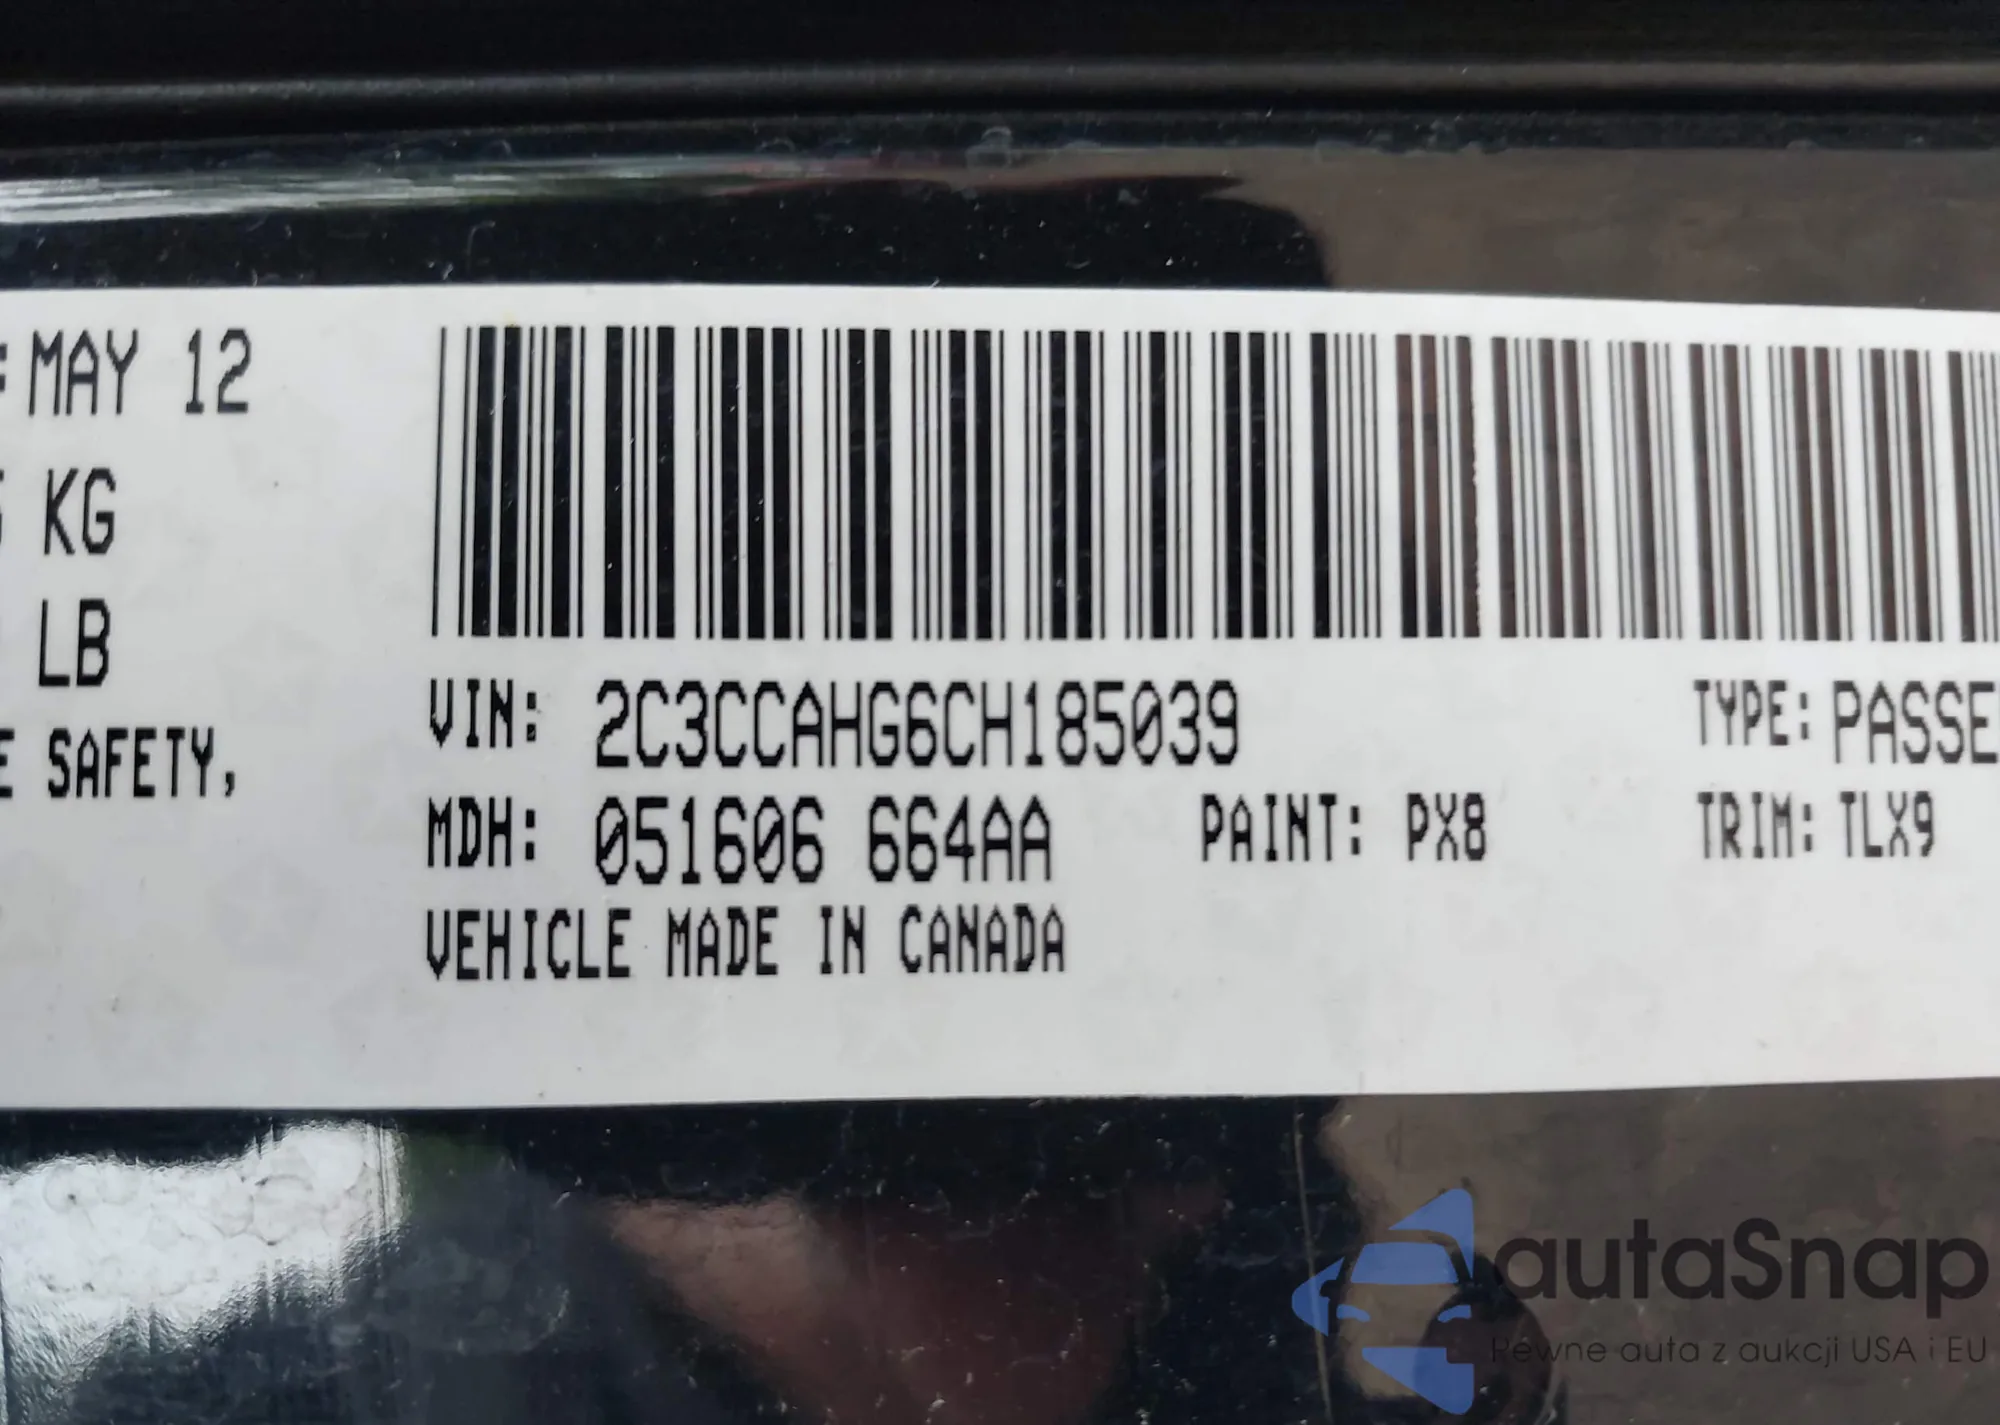 : MAY 12
KG
LB
E SAFETY,
VIN: 2C3CCAHG6CH185039
TYPE: PASSE
MDH: 051606 664AA
PAINT: PX8
TRIM: TLX9
VEHICLE MADE IN CANADA
autaSnap
Pewne auta z aukcji USA i EU